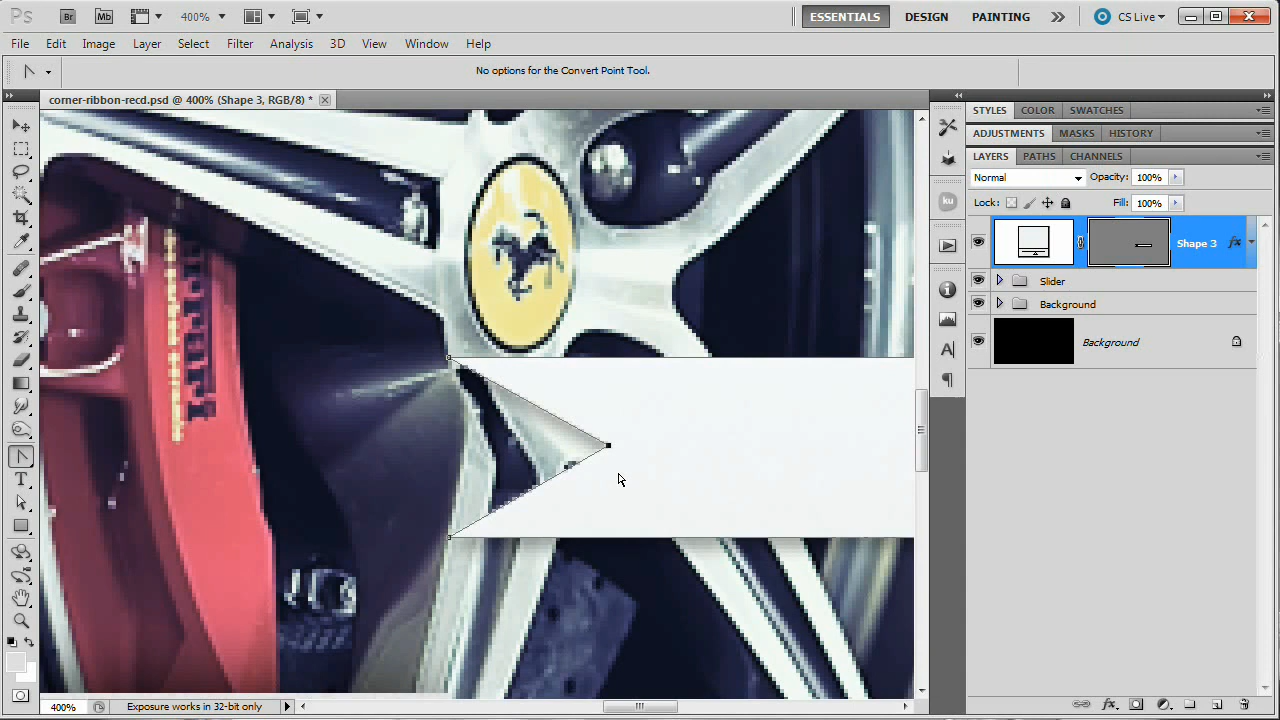 Ps Br Mb 400% ESSENTIALS DESIGN PAINTING CS Live
File Edit Image Layer Select Filter Analysis 3D View Window Help
No options for the Convert Point Tool.
corner-ribbon-recd.psd @ 400% (Shape 3, RGB/8) *
STYLES COLOR SWATCHES
ADJUSTMENTS MASKS HISTORY
LAYERS PATHS CHANNELS
Normal Opacity: 100%
Lock: Fill: 100%
ku
Shape 3 fx
Slider
Background
Background
400% Exposure works in 32-bit only
fx.